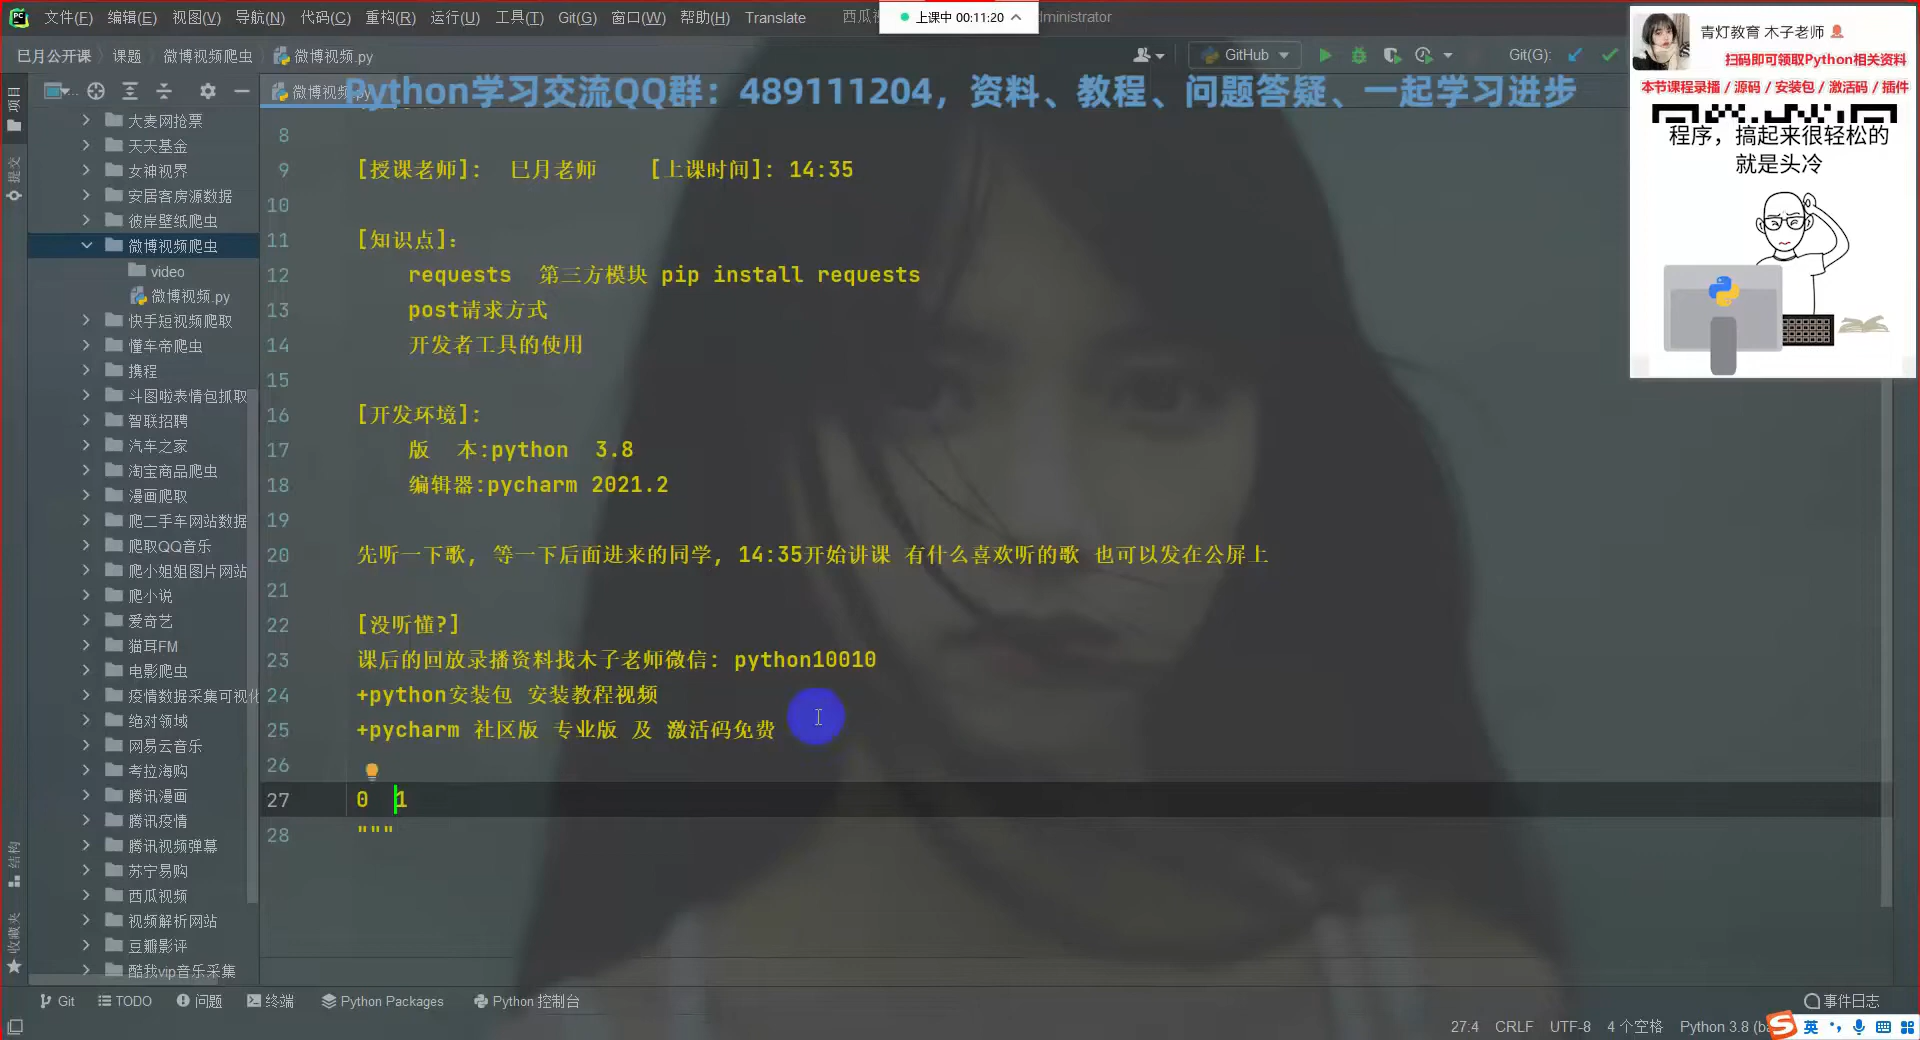 文件(F) 编辑(E) 视图(V) 导航(N) 代码(C) 重构(R) 运行(U) 工具(T) Git(G) 窗口(W) 帮助(H) Translate
上课中 00:11:20
dministrator
巳月公开课 课题 微博视频爬虫 微博视频.py
GitHub
Git(G):
Python学习交流QQ群：489111204，资料、教程、问题答疑、一起学习进步
青灯教育 木子老师
扫码即可领取Python相关资料
本节课程录播 / 源码 / 安装包 / 激活码 / 插件
程序，搞起来很轻松的
就是头冷
项目
提交
结构
收藏夹
大麦网抢票
天天基金
女神视界
安居客房源数据
彼岸壁纸爬虫
微博视频爬虫
video
微博视频.py
快手短视频爬取
懂车帝爬虫
携程
斗图啦表情包抓取
智联招聘
汽车之家
淘宝商品爬虫
漫画爬取
爬二手车网站数据
爬取QQ音乐
爬小姐姐图片网站
爬小说
爱奇艺
猫耳FM
电影爬虫
疫情数据采集可视化
绝对领域
网易云音乐
考拉海购
腾讯漫画
腾讯疫情
腾讯视频弹幕
苏宁易购
西瓜视频
视频解析网站
豆瓣影评
酷我vip音乐采集
8
9 [授课老师]: 巳月老师 [上课时间]: 14:35
10
11 [知识点]:
12 requests 第三方模块 pip install requests
13 post请求方式
14 开发者工具的使用
15
16 [开发环境]:
17 版 本:python 3.8
18 编辑器:pycharm 2021.2
19
20 先听一下歌, 等一下后面进来的同学, 14:35开始讲课 有什么喜欢听的歌 也可以发在公屏上
21
22 [没听懂?]
23 课后的回放录播资料找木子老师微信: python10010
24 +python安装包 安装教程视频
25 +pycharm 社区版 专业版 及 激活码免费
26
27 0 1
28 """
Git TODO 问题 终端 Python Packages Python 控制台 事件日志
27:4 CRLF UTF-8 4 个空格 Python 3.8 (ba
英